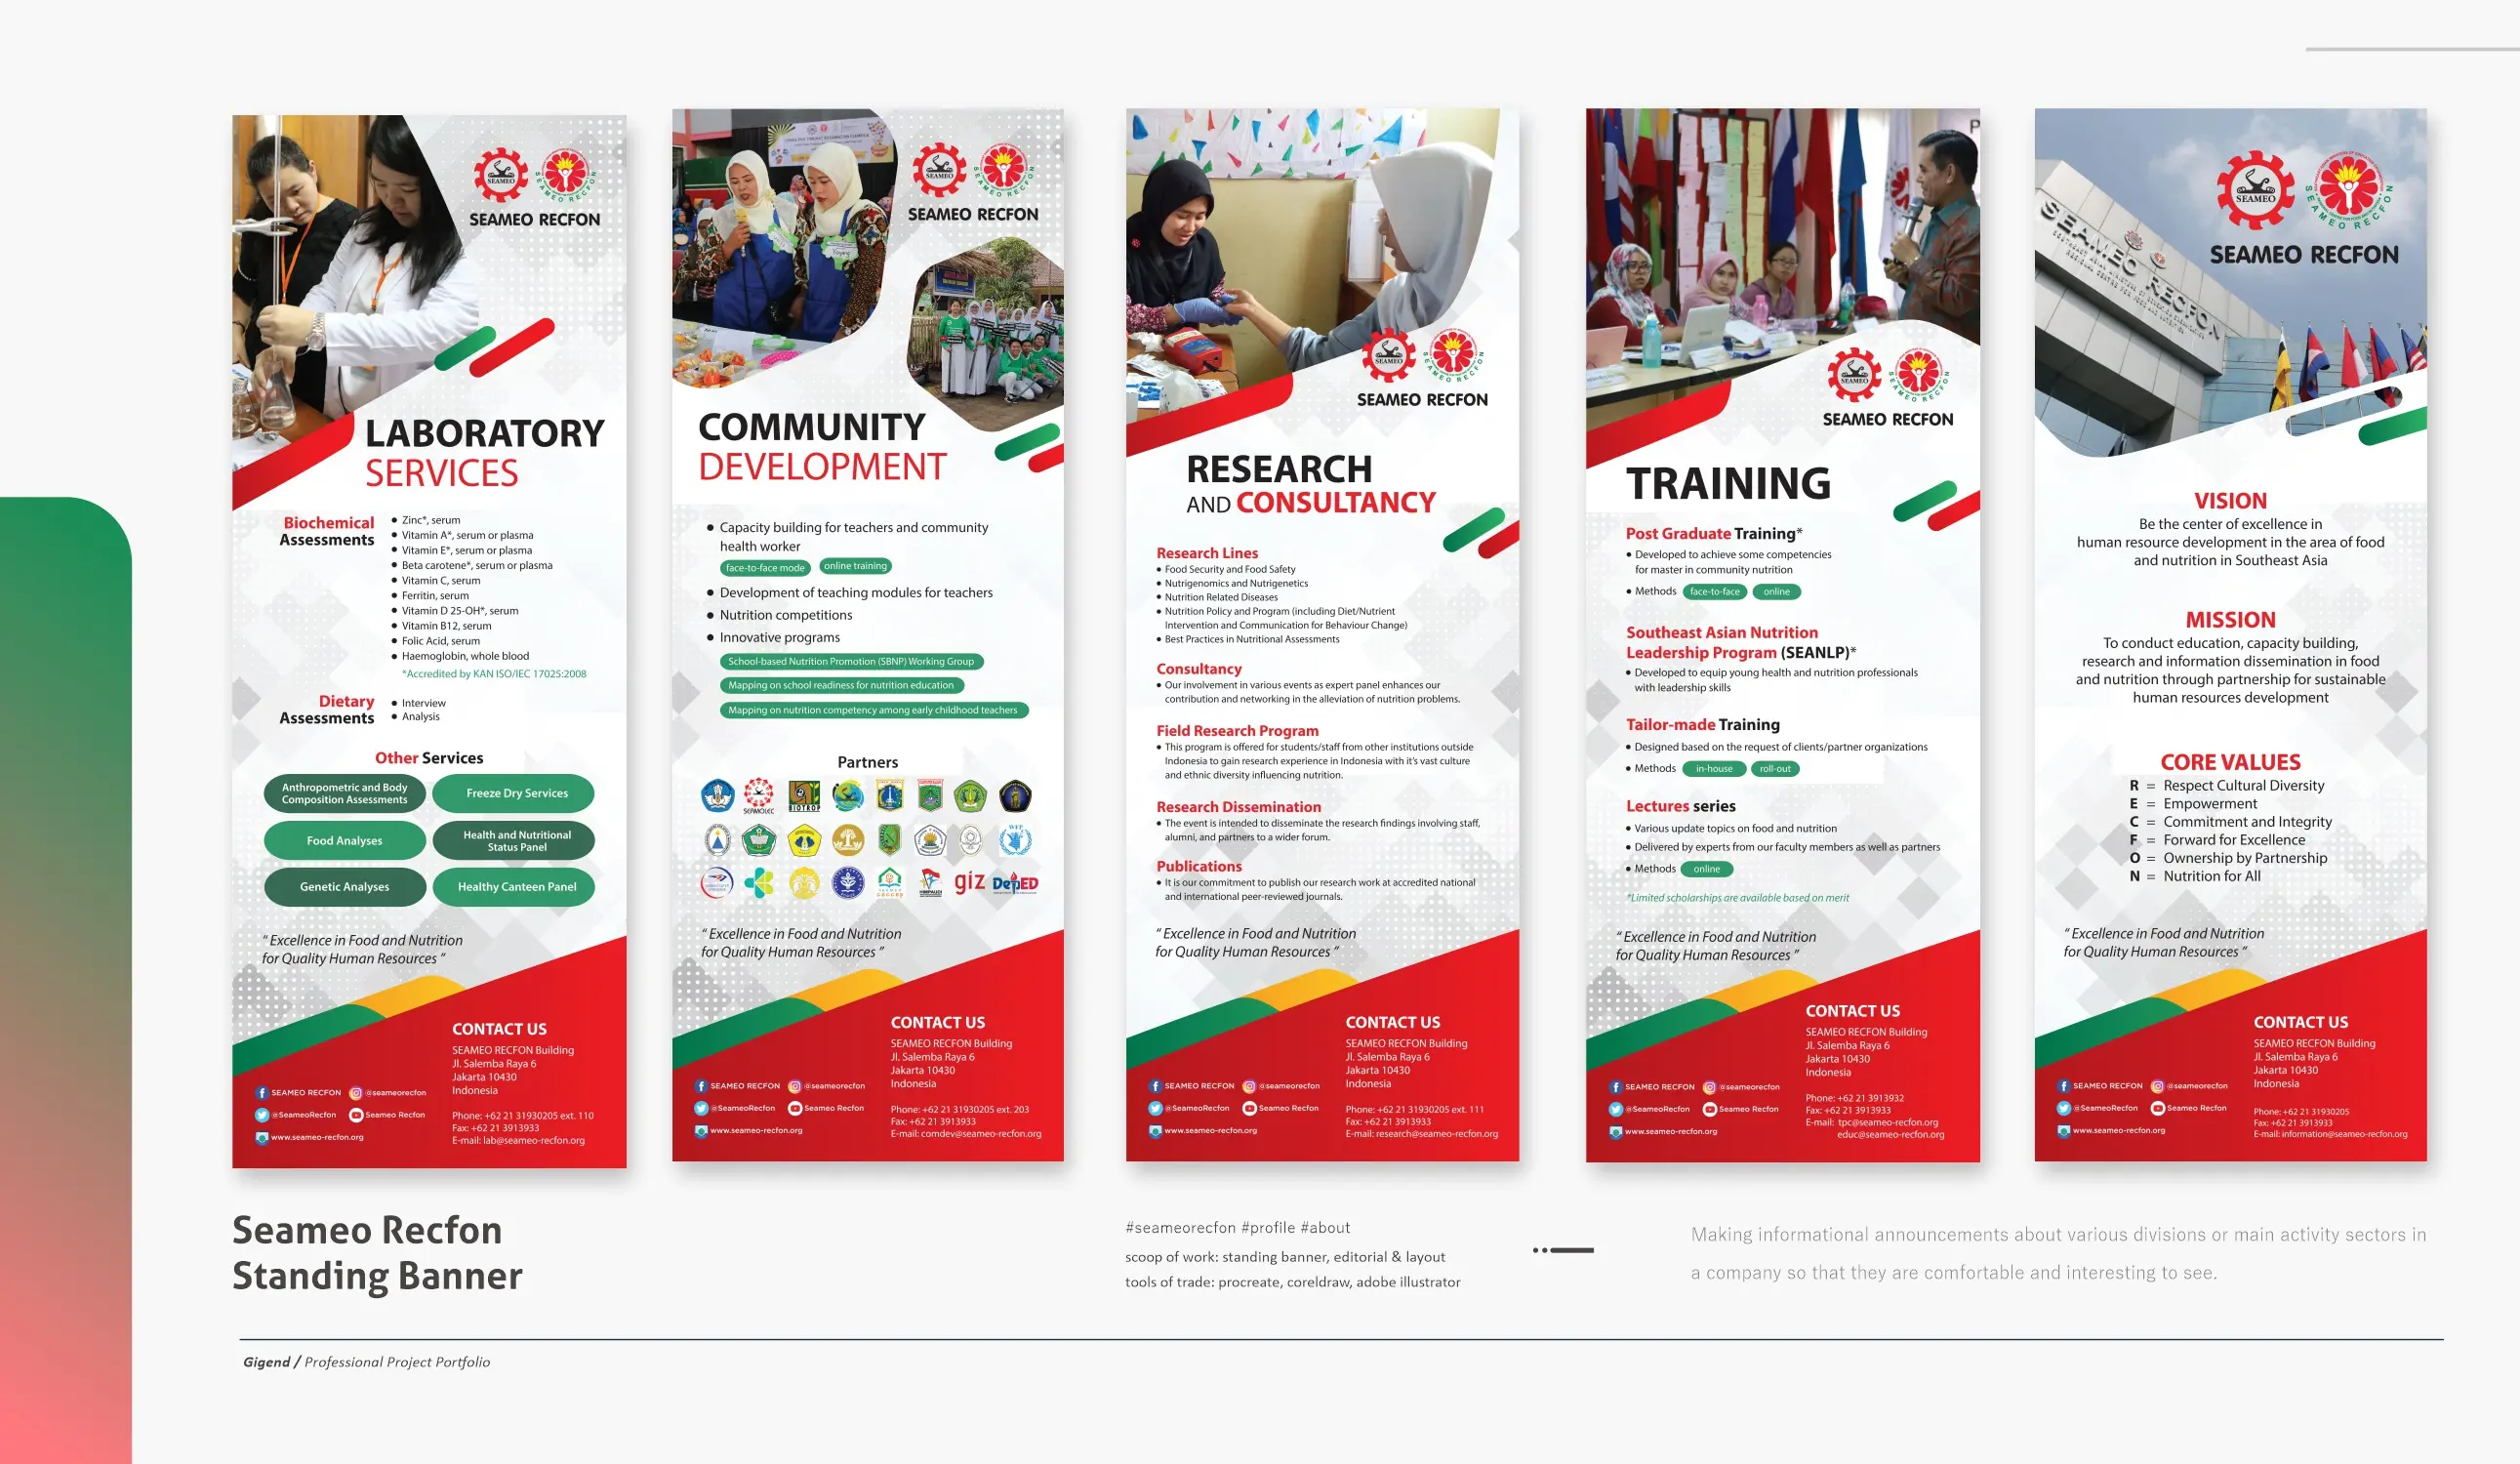 SEAMEO
SEAMEO RECFON
SEAMEO RECFON
LABORATORY
SERVICES
Biochemical
Assessments
• Zinc*, serum
• Vitamin A*, serum or plasma
• Vitamin E*, serum or plasma
• Beta carotene*, serum or plasma
• Vitamin C, serum
• Ferritin, serum
• Vitamin D 25-OH*, serum
• Vitamin B12, serum
• Folic Acid, serum
• Haemoglobin, whole blood
*Accredited by KAN ISO/IEC 17025:2008
Dietary
Assessments
• Interview
• Analysis
Other Services
Anthropometric and Body
Composition Assessments
Freeze Dry Services
Food Analyses
Health and Nutritional
Status Panel
Genetic Analyses
Healthy Canteen Panel
“ Excellence in Food and Nutrition
for Quality Human Resources ”
CONTACT US
SEAMEO RECFON Building
Jl. Salemba Raya 6
Jakarta 10430
Indonesia
Phone: +62 21 31930205 ext. 110
Fax: +62 21 3913933
E-mail: lab@seameo-recfon.org
SEAMEO RECFON @seameorecfon
@SeameoRecfon Seameo Recfon
www.seameo-recfon.org
SEAMEO
SEAMEO RECFON
SEAMEO RECFON
COMMUNITY
DEVELOPMENT
• Capacity building for teachers and community
health worker
face-to-face mode online training
• Development of teaching modules for teachers
• Nutrition competitions
• Innovative programs
School-based Nutrition Promotion (SBNP) Working Group
Mapping on school readiness for nutrition education
Mapping on nutrition competency among early childhood teachers
Partners
SEAMOLEC
BIOTROP
WFP
giz DepED
“ Excellence in Food and Nutrition
for Quality Human Resources ”
CONTACT US
SEAMEO RECFON Building
Jl. Salemba Raya 6
Jakarta 10430
Indonesia
Phone: +62 21 31930205 ext. 203
Fax: +62 21 3913933
E-mail: comdev@seameo-recfon.org
SEAMEO RECFON @seameorecfon
@SeameoRecfon Seameo Recfon
www.seameo-recfon.org
SEAMEO
SEAMEO RECFON
SEAMEO RECFON
RESEARCH
AND CONSULTANCY
Research Lines
• Food Security and Food Safety
• Nutrigenomics and Nutrigenetics
• Nutrition Related Diseases
• Nutrition Policy and Program (including Diet/Nutrient
Intervention and Communication for Behaviour Change)
• Best Practices in Nutritional Assessments
Consultancy
• Our involvement in various events as expert panel enhances our
contribution and networking in the alleviation of nutrition problems.
Field Research Program
• This program is offered for students/staff from other institutions outside
Indonesia to gain research experience in Indonesia with it's vast culture
and ethnic diversity influencing nutrition.
Research Dissemination
• The event is intended to disseminate the research findings involving staff,
alumni, and partners to a wider forum.
Publications
• It is our commitment to publish our research work at accredited national
and international peer-reviewed journals.
“ Excellence in Food and Nutrition
for Quality Human Resources ”
CONTACT US
SEAMEO RECFON Building
Jl. Salemba Raya 6
Jakarta 10430
Indonesia
Phone: +62 21 31930205 ext. 111
Fax: +62 21 3913933
E-mail: research@seameo-recfon.org
SEAMEO RECFON @seameorecfon
@SeameoRecfon Seameo Recfon
www.seameo-recfon.org
SEAMEO
SEAMEO RECFON
SEAMEO RECFON
TRAINING
Post Graduate Training*
• Developed to achieve some competencies
for master in community nutrition
• Methods face-to-face online
Southeast Asian Nutrition
Leadership Program (SEANLP)*
• Developed to equip young health and nutrition professionals
with leadership skills
Tailor-made Training
• Designed based on the request of clients/partner organizations
• Methods in-house roll-out
Lectures series
• Various update topics on food and nutrition
• Delivered by experts from our faculty members as well as partners
• Methods online
*Limited scholarships are available based on merit
“ Excellence in Food and Nutrition
for Quality Human Resources ”
CONTACT US
SEAMEO RECFON Building
Jl. Salemba Raya 6
Jakarta 10430
Indonesia
Phone: +62 21 3913932
Fax: +62 21 3913933
E-mail: tpc@seameo-recfon.org
educ@seameo-recfon.org
SEAMEO RECFON @seameorecfon
@SeameoRecfon Seameo Recfon
www.seameo-recfon.org
SEAMEO RECFON
SEAMEO
SEAMEO RECFON
SEAMEO RECFON
VISION
Be the center of excellence in
human resource development in the area of food
and nutrition in Southeast Asia
MISSION
To conduct education, capacity building,
research and information dissemination in food
and nutrition through partnership for sustainable
human resources development
CORE VALUES
R = Respect Cultural Diversity
E = Empowerment
C = Commitment and Integrity
F = Forward for Excellence
O = Ownership by Partnership
N = Nutrition for All
“ Excellence in Food and Nutrition
for Quality Human Resources ”
CONTACT US
SEAMEO RECFON Building
Jl. Salemba Raya 6
Jakarta 10430
Indonesia
Phone: +62 21 31930205
Fax: +62 21 3913933
E-mail: information@seameo-recfon.org
SEAMEO RECFON @seameorecfon
@SeameoRecfon Seameo Recfon
www.seameo-recfon.org
Seameo Recfon
Standing Banner
#seameorecfon #profile #about
scoop of work: standing banner, editorial & layout
tools of trade: procreate, coreldraw, adobe illustrator
Making informational announcements about various divisions or main activity sectors in
a company so that they are comfortable and interesting to see.
Gigend / Professional Project Portfolio